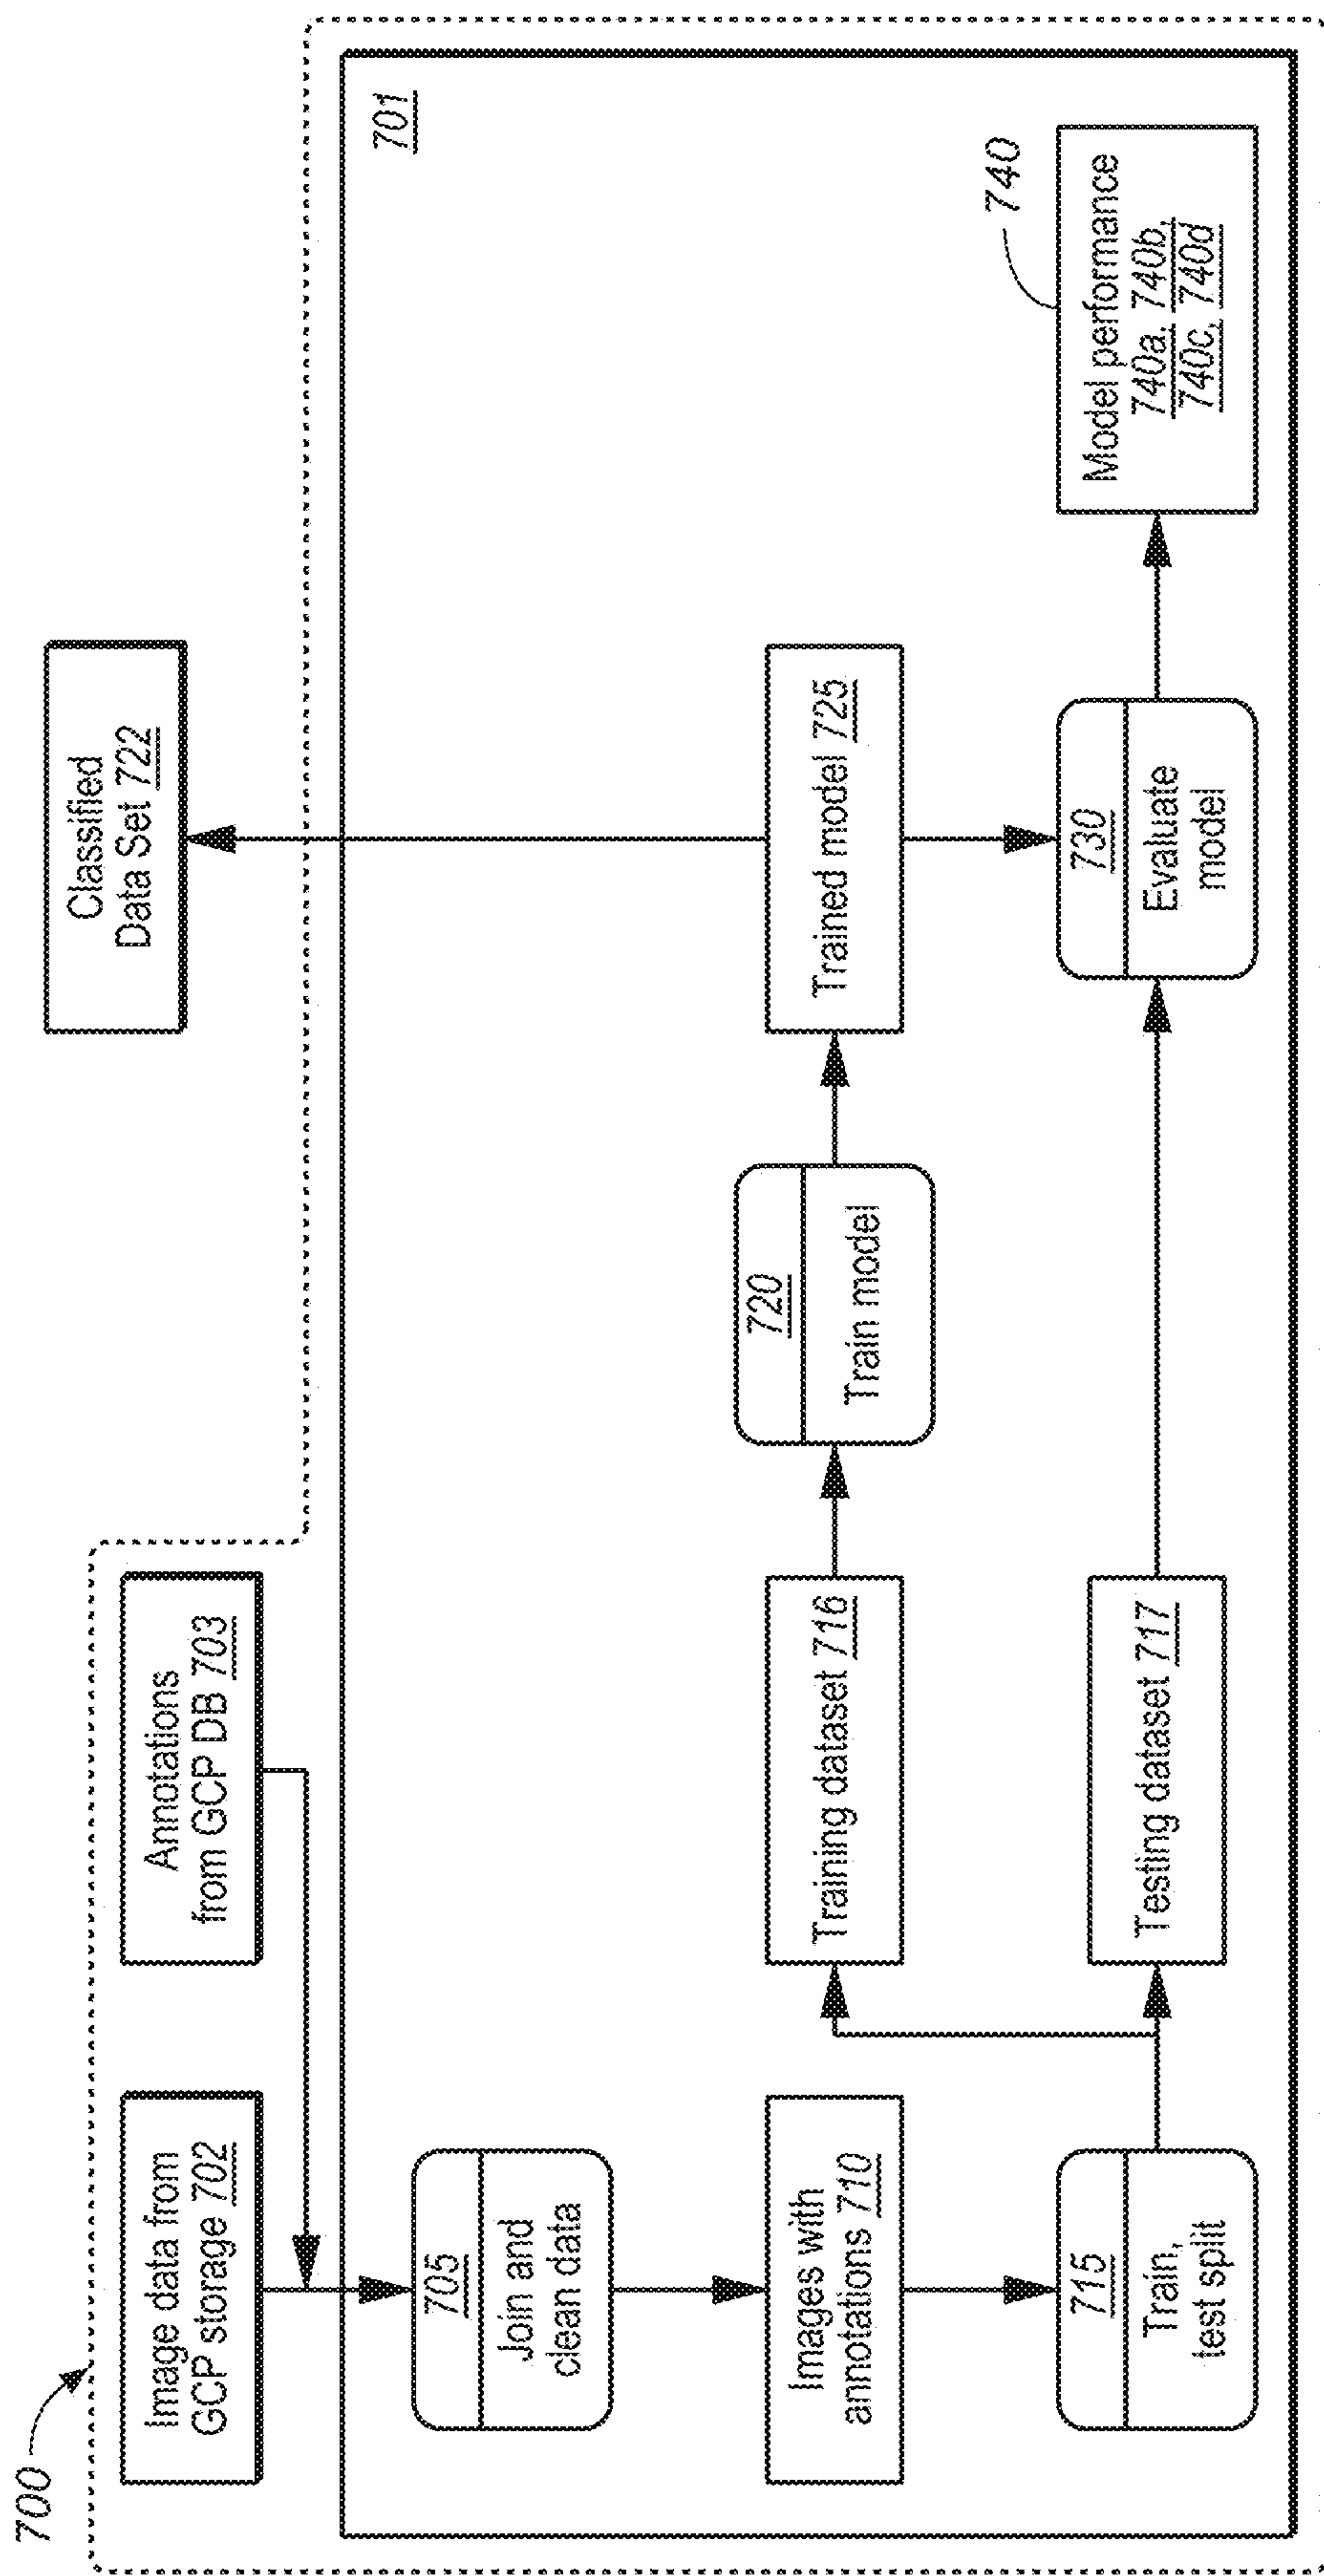 700
Image data from
GCP storage 702
Annotations
from GCP DB 703
Classified
Data Set 722
701
705
Join and
clean data
Images with
annotations 710
Training dataset 716
720
Train model
Trained model 725
715
Train,
test split
Testing dataset 717
730
Evaluate
model
740
Model performance
740a, 740b,
740c, 740d